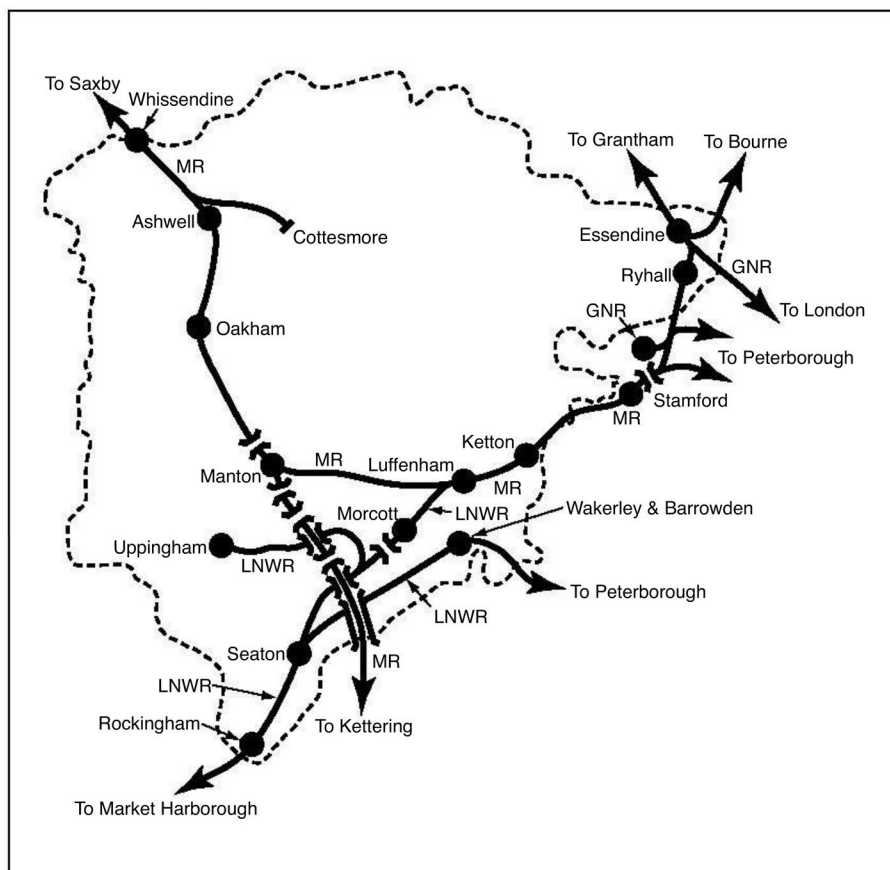 To Saxby
Whissendine
MR
Ashwell
Cottesmore
To Grantham
To Bourne
Essendine
Ryhall
GNR
To London
Oakham
GNR
To Peterborough
Stamford
MR
Ketton
Manton
MR
Luffenham
MR
Morcott
LNWR
Wakerley & Barrowden
Uppingham
LNWR
To Peterborough
LNWR
Seaton
MR
LNWR
Rockingham
To Kettering
To Market Harborough